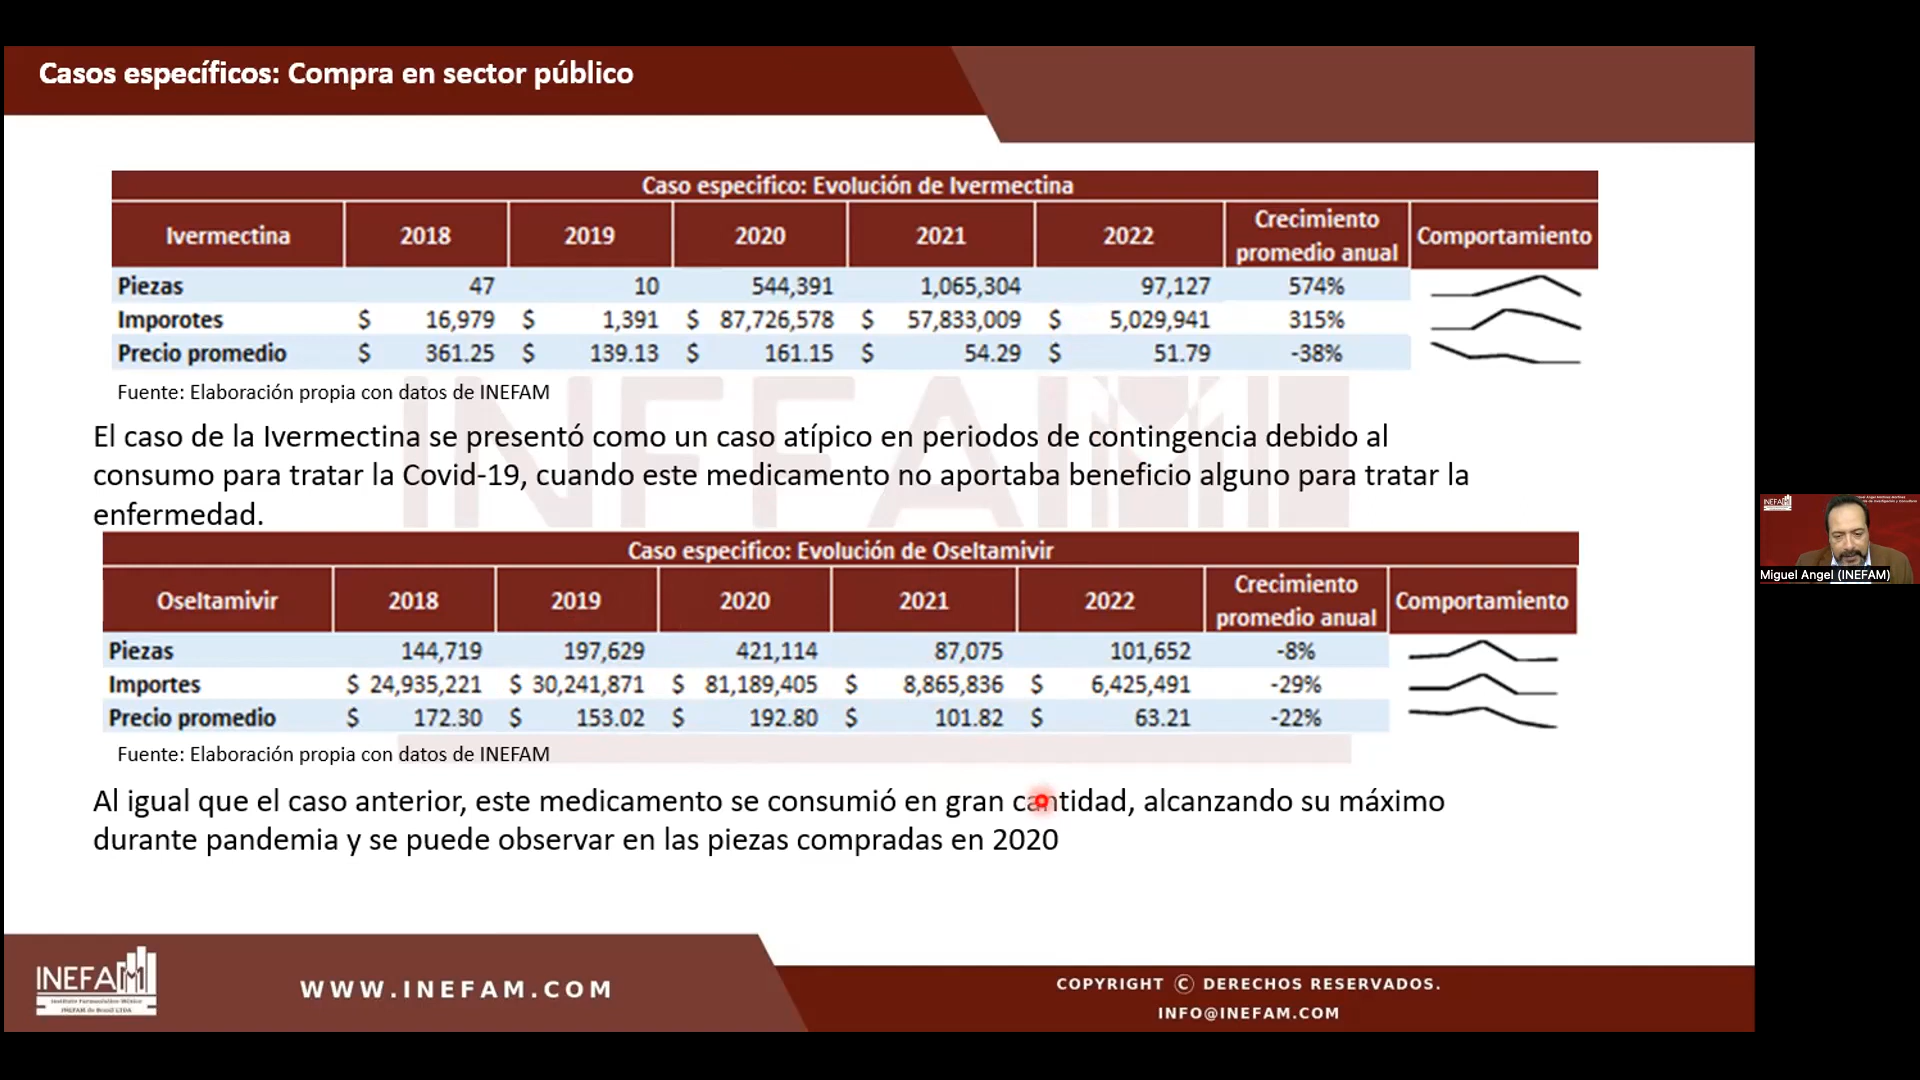 Casos específicos: Compra en sector público
Caso especifico: Evolución de Ivermectina
Ivermectina 2018 2019 2020 2021 2022 Crecimiento promedio anual Comportamiento
Piezas 47 10 544,391 1,065,304 97,127 574%
Imporotes $ 16,979 $ 1,391 $ 87,726,578 $ 57,833,009 $ 5,029,941 315%
Precio promedio $ 361.25 $ 139.13 $ 161.15 $ 54.29 $ 51.79 -38%
Fuente: Elaboración propia con datos de INEFAM
El caso de la Ivermectina se presentó como un caso atípico en periodos de contingencia debido al
consumo para tratar la Covid-19, cuando este medicamento no aportaba beneficio alguno para tratar la
enfermedad.
Caso especifico: Evolución de Oseltamivir
Oseltamivir 2018 2019 2020 2021 2022 Crecimiento promedio anual Comportamiento
Piezas 144,719 197,629 421,114 87,075 101,652 -8%
Importes $ 24,935,221 $ 30,241,871 $ 81,189,405 $ 8,865,836 $ 6,425,491 -29%
Precio promedio $ 172.30 $ 153.02 $ 192.80 $ 101.82 $ 63.21 -22%
Fuente: Elaboración propia con datos de INEFAM
Al igual que el caso anterior, este medicamento se consumió en gran cantidad, alcanzando su máximo
durante pandemia y se puede observar en las piezas compradas en 2020
INEFAM
Miguel Angel (INEFAM)
INEFAM
Instituto Farmacéutico México
INEFAM de Brasil LTDA
WWW.INEFAM.COM
COPYRIGHT © DERECHOS RESERVADOS.
INFO@INEFAM.COM